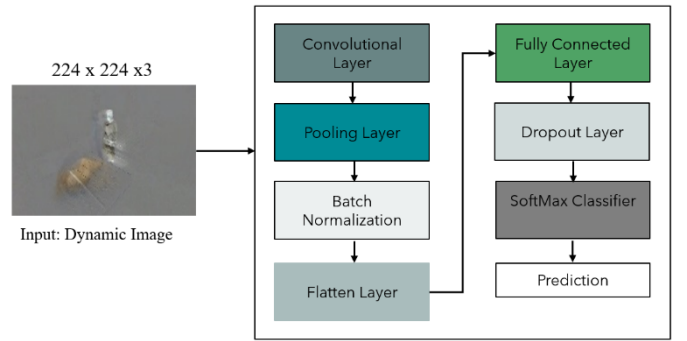 224 x 224 x3
Input: Dynamic Image
Convolutional
Layer
Pooling Layer
Batch
Normalization
Flatten Layer
Fully Connected
Layer
Dropout Layer
SoftMax Classifier
Prediction